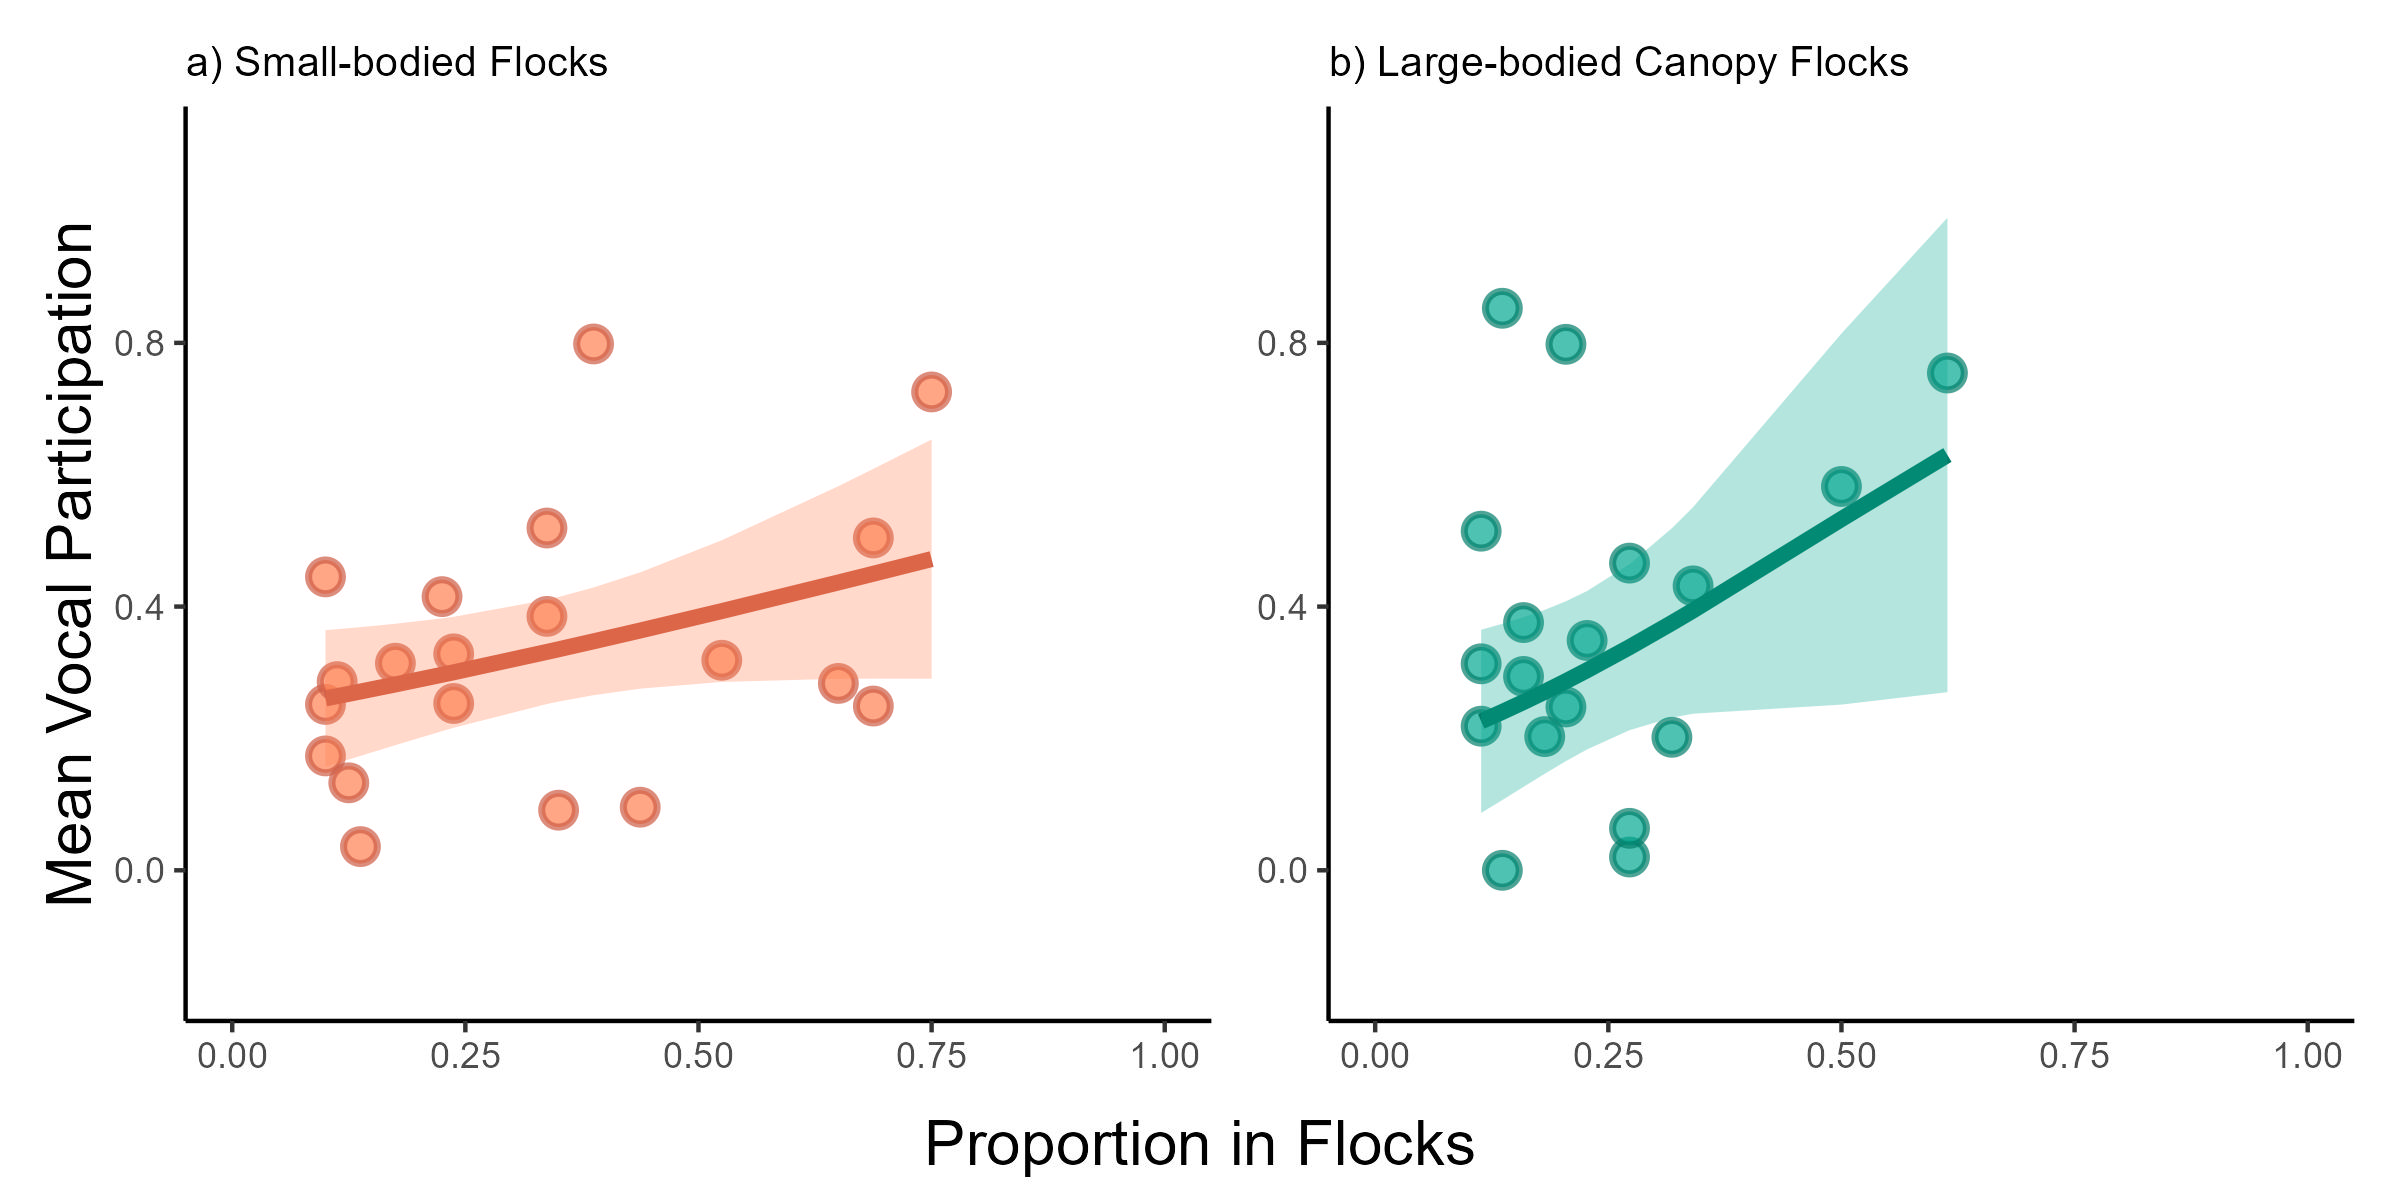 a) Small-bodied Flocks
b) Large-bodied Canopy Flocks
Mean Vocal Participation
0.8
0.4
0.0
0.8
0.4
0.0
0.00 0.25 0.50 0.75 1.00
0.00 0.25 0.50 0.75 1.00
Proportion in Flocks